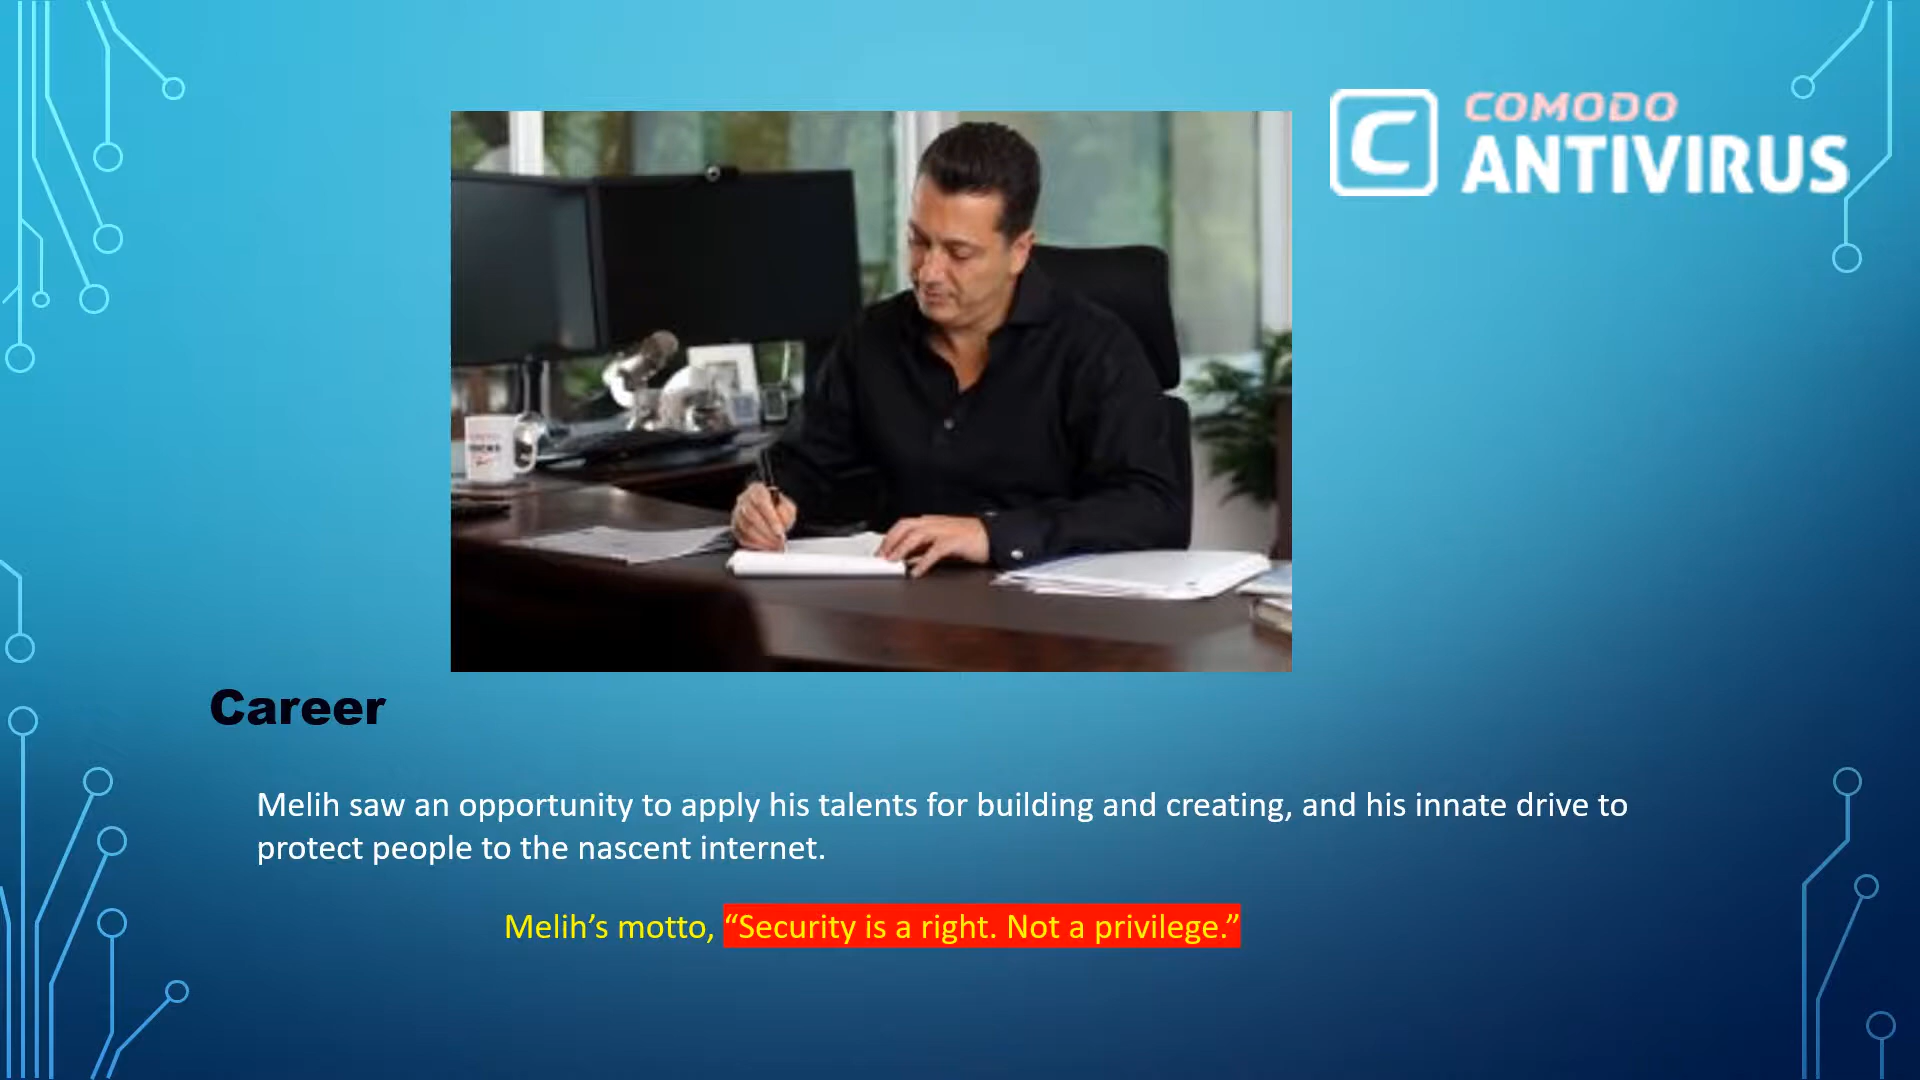 COMODO
ANTIVIRUS
Career
Melih saw an opportunity to apply his talents for building and creating, and his innate drive to
protect people to the nascent internet.
Melih’s motto, “Security is a right. Not a privilege.”